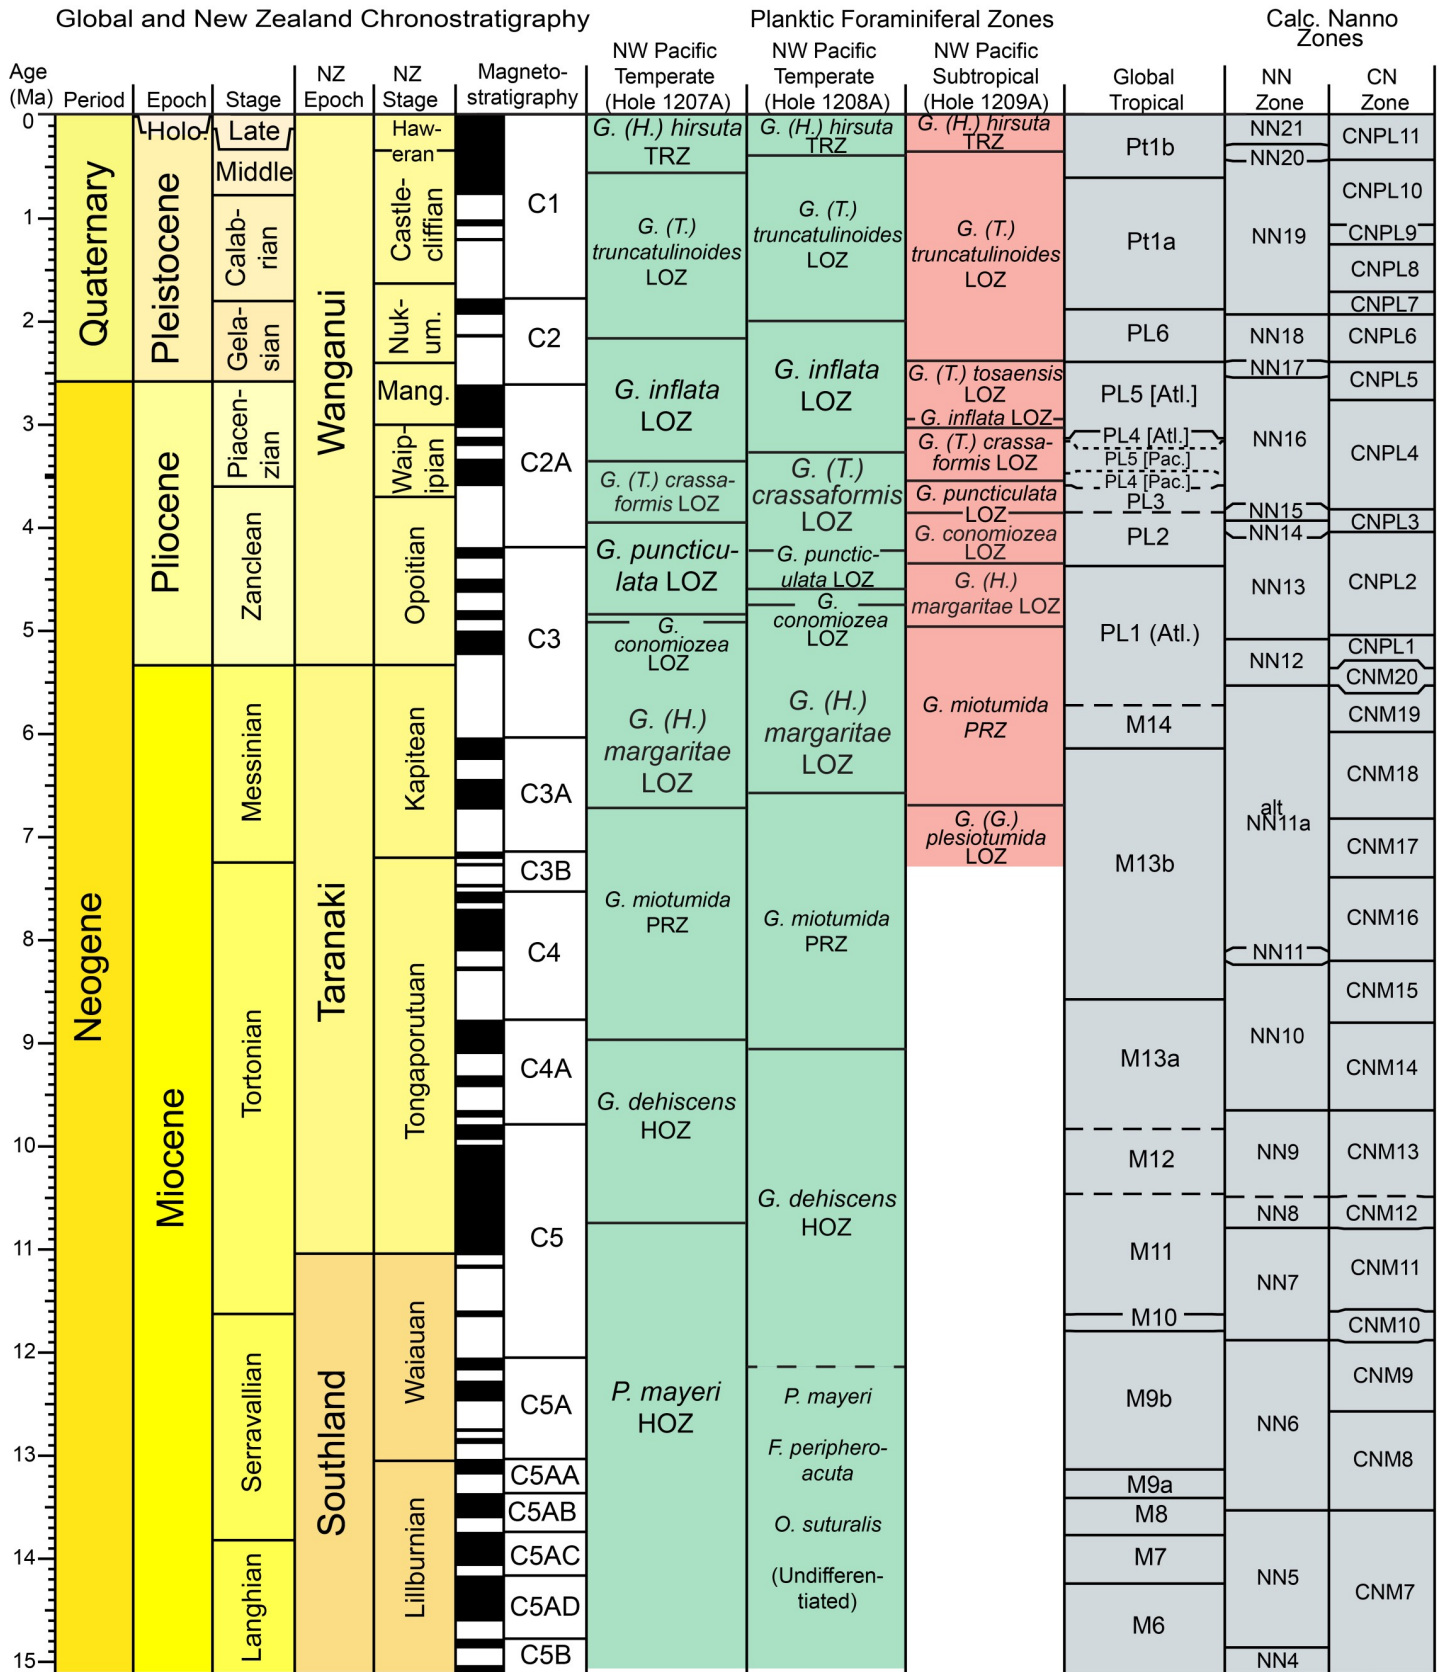 Global and New Zealand Chronostratigraphy
Planktic Foraminiferal Zones
Calc. Nanno
Zones
Age
(Ma)
Period
Epoch
Stage
NZ
Epoch
NZ
Stage
Magneto-
stratigraphy
NW Pacific
Temperate
(Hole 1207A)
NW Pacific
Temperate
(Hole 1208A)
NW Pacific
Subtropical
(Hole 1209A)
Global
Tropical
NN
Zone
CN
Zone
0
1
2
3
4
5
6
7
8
9
10
11
12
13
14
15
Quaternary
Neogene
Holo.
Pleistocene
Pliocene
Miocene
Late
Middle
Calab-
rian
Gela-
sian
Piacen-
zian
Zanclean
Messinian
Tortonian
Serravallian
Langhian
Wanganui
Taranaki
Southland
Haw-
eran
Castle-
cliffian
Nuk-
um.
Mang.
Waip-
ipian
Opoitian
Kapitean
Tongaporutuan
Waiauan
Lillburnian
C1
C2
C2A
C3
C3A
C3B
C4
C4A
C5
C5A
C5AA
C5AB
C5AC
C5AD
C5B
G. (H.) hirsuta
TRZ
G. (T.)
truncatulinoides
LOZ
G. inflata
LOZ
G. (T.) crassa-
formis LOZ
G. puncticu-
lata LOZ
G.
conomiozea
LOZ
G. (H.)
margaritae
LOZ
G. miotumida
PRZ
G. dehiscens
HOZ
P. mayeri
HOZ
G. (H.) hirsuta
TRZ
G. (T.)
truncatulinoides
LOZ
G. inflata
LOZ
G. (T.)
crassaformis
LOZ
G. punctic-
ulata LOZ
G.
conomiozea
LOZ
G. (H.)
margaritae
LOZ
G. miotumida
PRZ
G. dehiscens
HOZ
P. mayeri
F. periphero-
acuta
O. suturalis
(Undifferen-
tiated)
G. (H.) hirsuta
TRZ
G. (T.)
truncatulinoides
LOZ
G. (T.) tosaensis
LOZ
G. inflata LOZ
G. (T.) crassa-
formis LOZ
G. puncticulata
LOZ
G. conomiozea
LOZ
G. (H.)
margaritae LOZ
G. miotumida
PRZ
G. (G.)
plesiotumida
LOZ
Pt1b
Pt1a
PL6
PL5 [Atl.]
PL4 [Atl.]
PL5 [Pac.]
PL4 [Pac.]
PL3
PL2
PL1 (Atl.)
M14
M13b
M13a
M12
M11
M10
M9b
M9a
M8
M7
M6
NN21
NN20
NN19
NN18
NN17
NN16
NN15
NN14
NN13
NN12
alt
NN11a
NN11
NN10
NN9
NN8
NN7
NN6
NN5
NN4
CNPL11
CNPL10
CNPL9
CNPL8
CNPL7
CNPL6
CNPL5
CNPL4
CNPL3
CNPL2
CNPL1
CNM20
CNM19
CNM18
CNM17
CNM16
CNM15
CNM14
CNM13
CNM12
CNM11
CNM10
CNM9
CNM8
CNM7